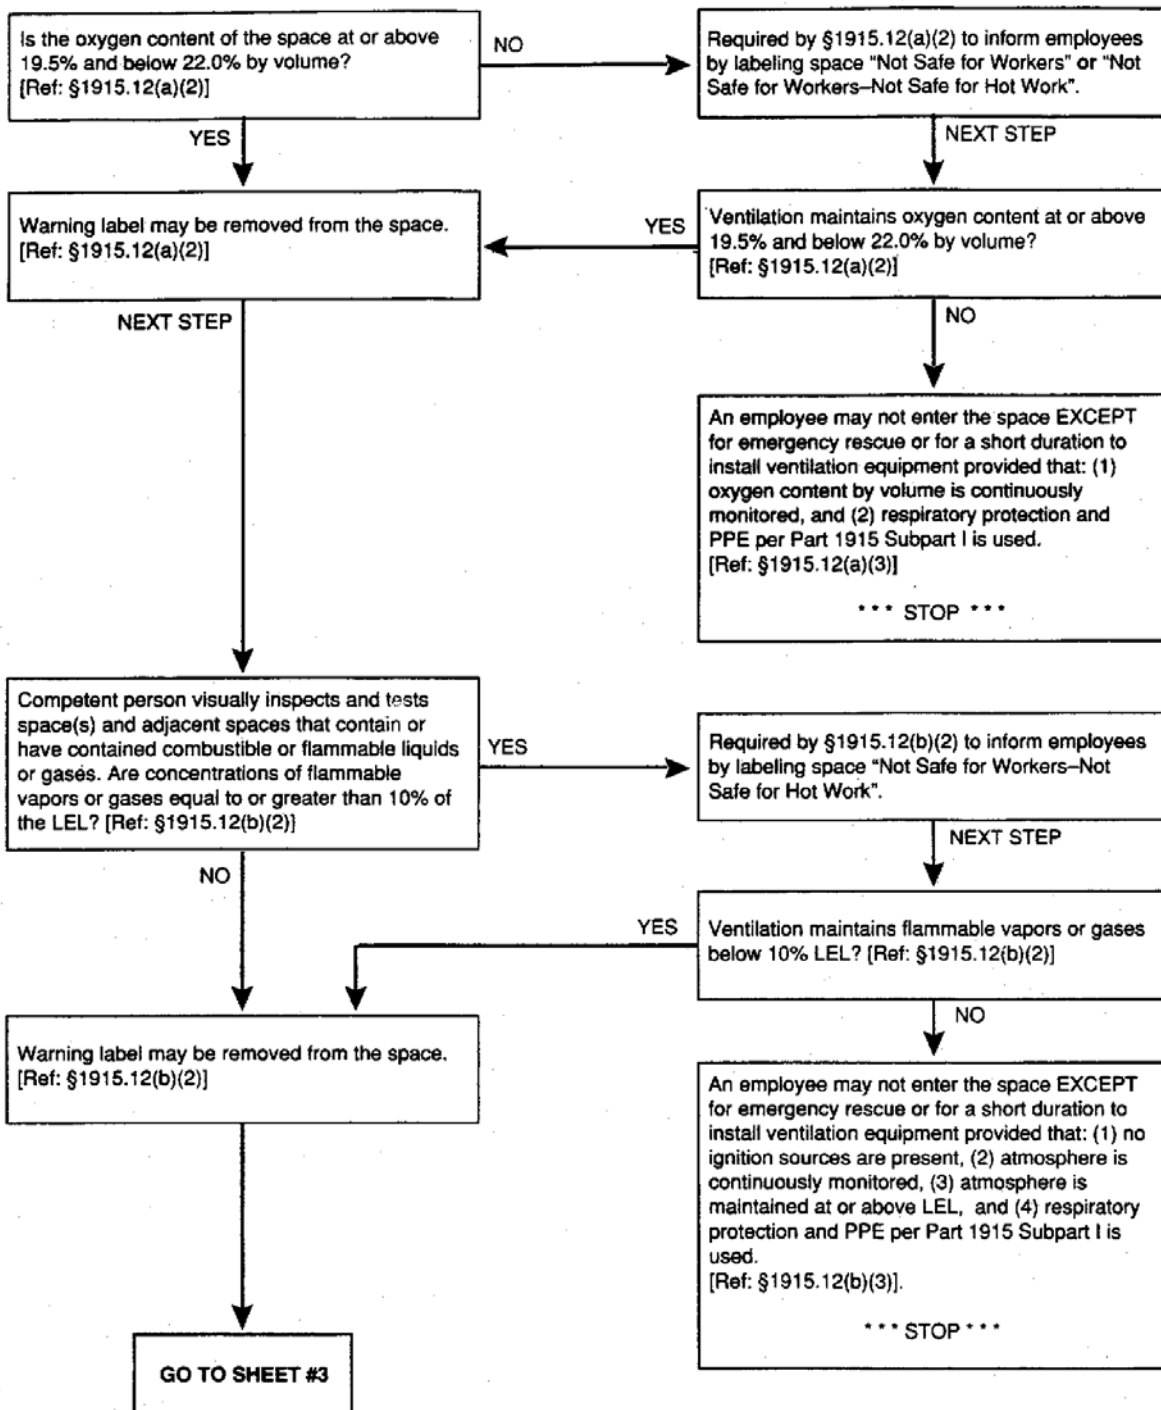 Is the oxygen content of the space at or above
19.5% and below 22.0% by volume?
[Ref: §1915.12(a)(2)]
NO
Required by §1915.12(a)(2) to inform employees
by labeling space "Not Safe for Workers" or "Not
Safe for Workers–Not Safe for Hot Work".
YES
NEXT STEP
Warning label may be removed from the space.
[Ref: §1915.12(a)(2)]
YES
Ventilation maintains oxygen content at or above
19.5% and below 22.0% by volume?
[Ref: §1915.12(a)(2)]
NEXT STEP
NO
An employee may not enter the space EXCEPT
for emergency rescue or for a short duration to
install ventilation equipment provided that: (1)
oxygen content by volume is continuously
monitored, and (2) respiratory protection and
PPE per Part 1915 Subpart I is used.
[Ref: §1915.12(a)(3)]
* * * STOP * * *
Competent person visually inspects and tests
space(s) and adjacent spaces that contain or
have contained combustible or flammable liquids
or gases. Are concentrations of flammable
vapors or gases equal to or greater than 10% of
the LEL? [Ref: §1915.12(b)(2)]
YES
Required by §1915.12(b)(2) to inform employees
by labeling space "Not Safe for Workers–Not
Safe for Hot Work".
NEXT STEP
NO
YES
Ventilation maintains flammable vapors or gases
below 10% LEL? [Ref: §1915.12(b)(2)]
NO
Warning label may be removed from the space.
[Ref: §1915.12(b)(2)]
An employee may not enter the space EXCEPT
for emergency rescue or for a short duration to
install ventilation equipment provided that: (1) no
ignition sources are present, (2) atmosphere is
continuously monitored, (3) atmosphere is
maintained at or above LEL, and (4) respiratory
protection and PPE per Part 1915 Subpart I is
used.
[Ref: §1915.12(b)(3)].
* * * STOP * * *
GO TO SHEET #3